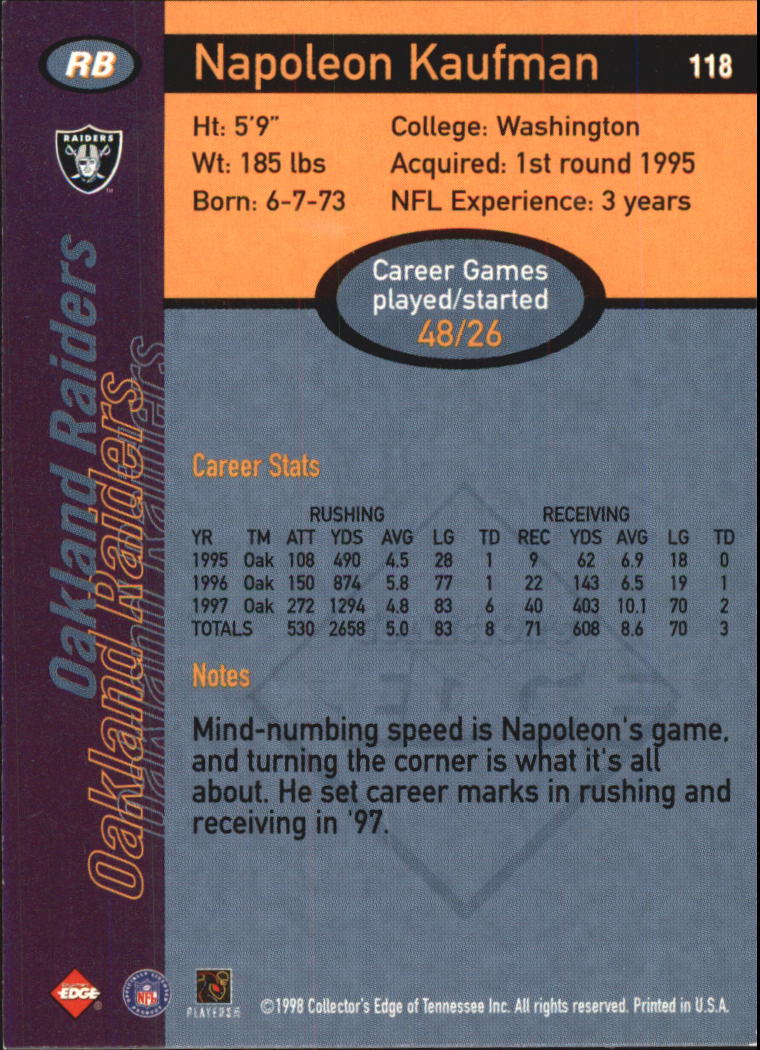 RB
Napoleon Kaufman 118
RAIDERS
Ht: 5'9" College: Washington
Wt: 185 lbs Acquired: 1st round 1995
Born: 6-7-73 NFL Experience: 3 years
Career Games
played/started
48/26
Oakland Raiders
Oakland Raiders
Oakland Raiders
Career Stats
RUSHING RECEIVING
YR TM ATT YDS AVG LG TD REC YDS AVG LG TD
1995 Oak 108 490 4.5 28 1 9 62 6.9 18 0
1996 Oak 150 874 5.8 77 1 22 143 6.5 19 1
1997 Oak 272 1294 4.8 83 6 40 403 10.1 70 2
TOTALS 530 2658 5.0 83 8 71 608 8.6 70 3
COLLECTOR'S
EDGE
Notes
Mind-numbing speed is Napoleon's game,
and turning the corner is what it's all
about. He set career marks in rushing and
receiving in '97.
EDGE
NFL
PLAYERS
©1998 Collector's Edge of Tennessee Inc. All rights reserved. Printed in U.S.A.